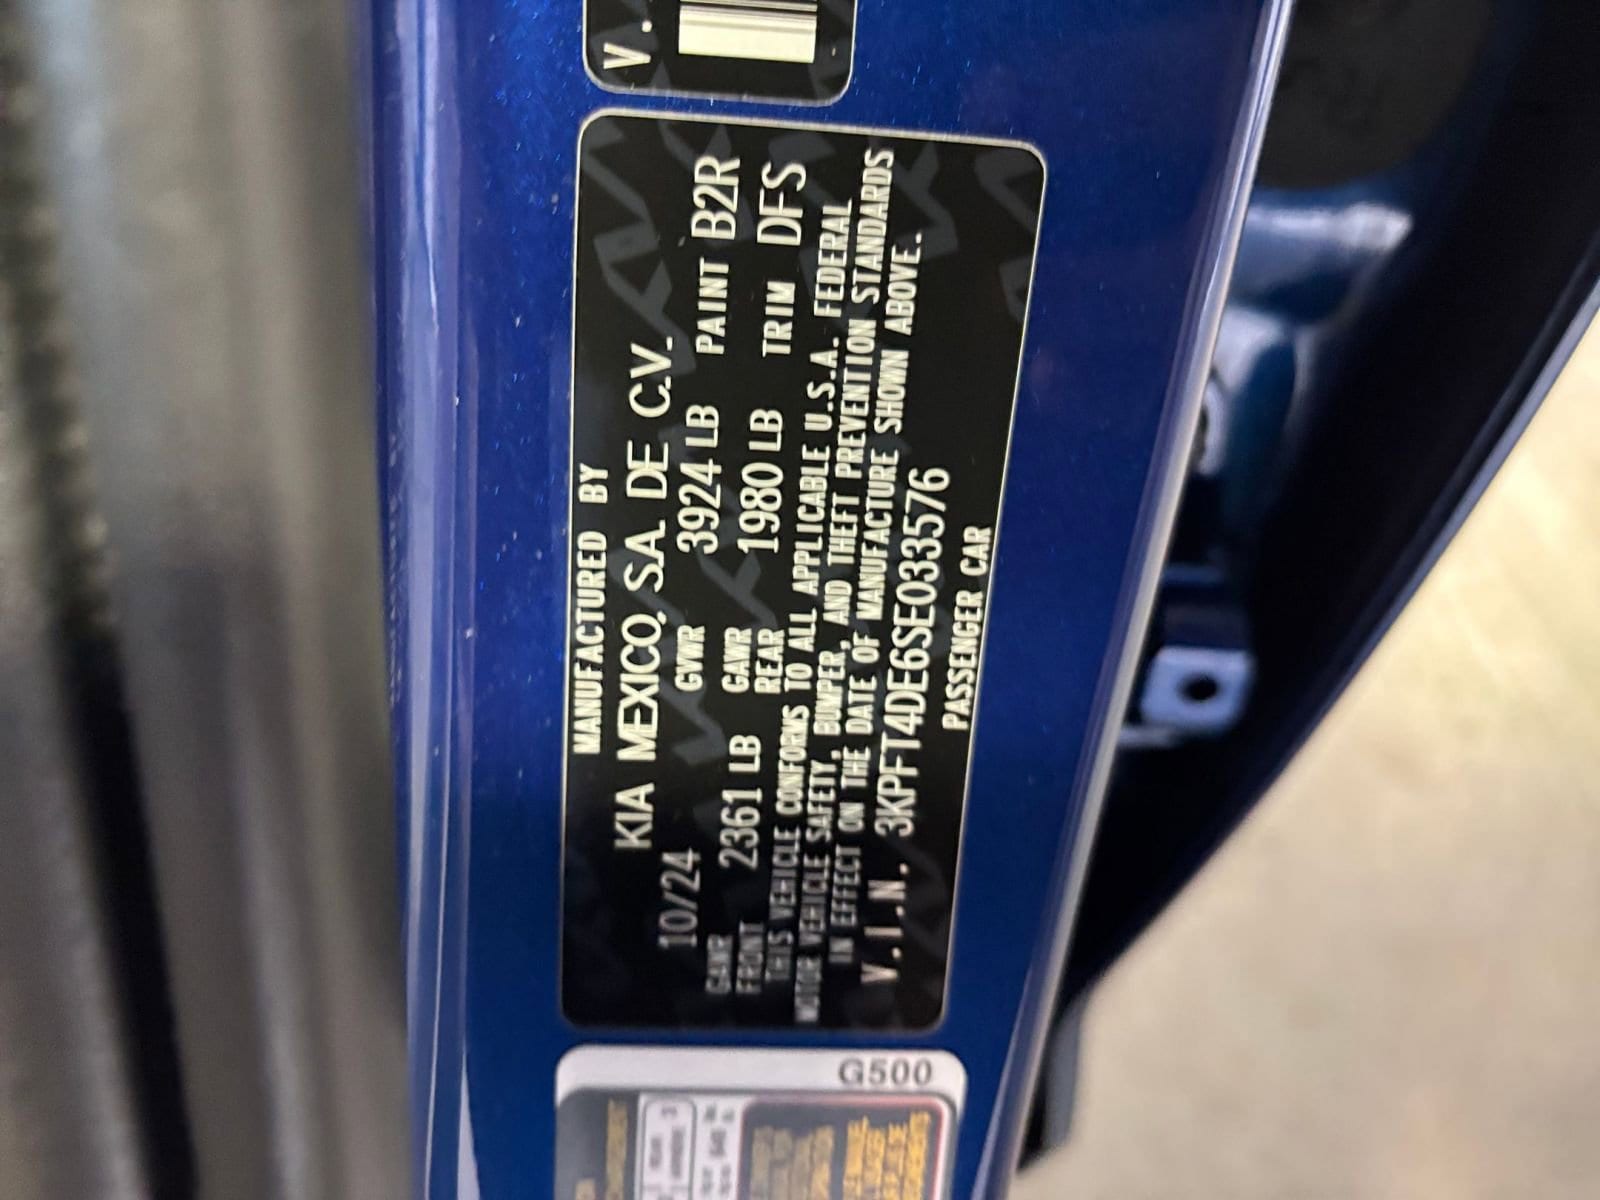 V.
MANUFACTURED BY
KIA MEXICO, S.A. DE C.V.
10/24 GVWR 3924 LB PAINT B2R
GAWR FRONT 2361 LB GAWR REAR 1980 LB TRIM DFS
THIS VEHICLE CONFORMS TO ALL APPLICABLE U.S.A. FEDERAL
MOTOR VEHICLE SAFETY, BUMPER, AND THEFT PREVENTION STANDARDS
IN EFFECT ON THE DATE OF MANUFACTURE SHOWN ABOVE.
V.I.N. 3KPFT4DE6SE033576
PASSENGER CAR
G500